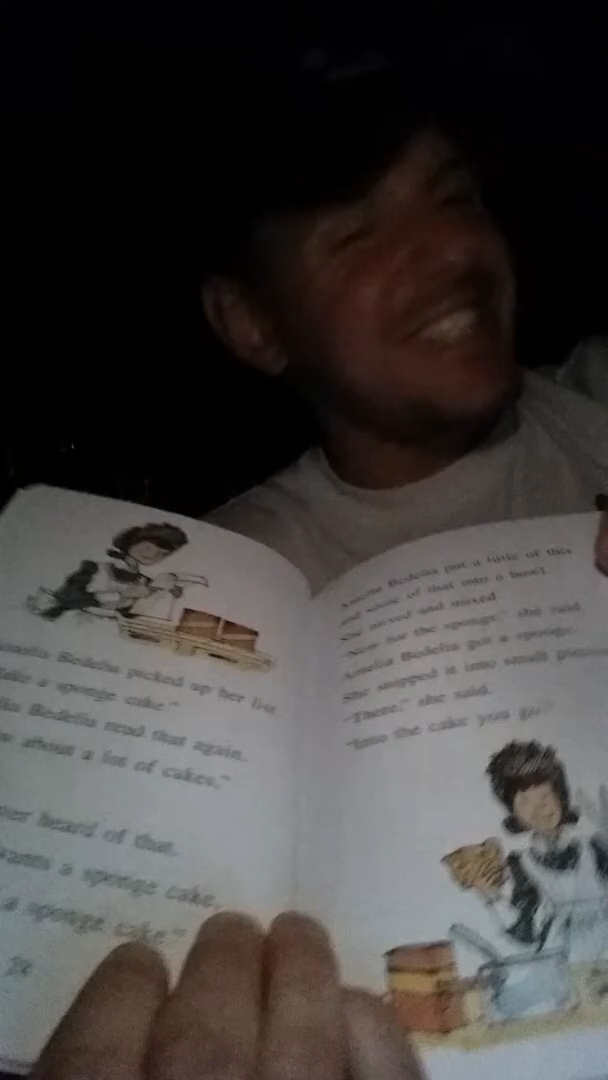 Amelia Bedelia picked up her list.
a sponge cake."
Bedelia read that again.
about a lot of cakes."
heard of that.
wants a sponge cake,
a sponge cake."
28
Amelia Bedelia put a little of this
and some of that into a bowl.
She mixed and mixed.
"Now for the sponge," she said.
Amelia Bedelia got a sponge.
She snipped it into small pieces.
"There," she said.
"Into the cake you go."